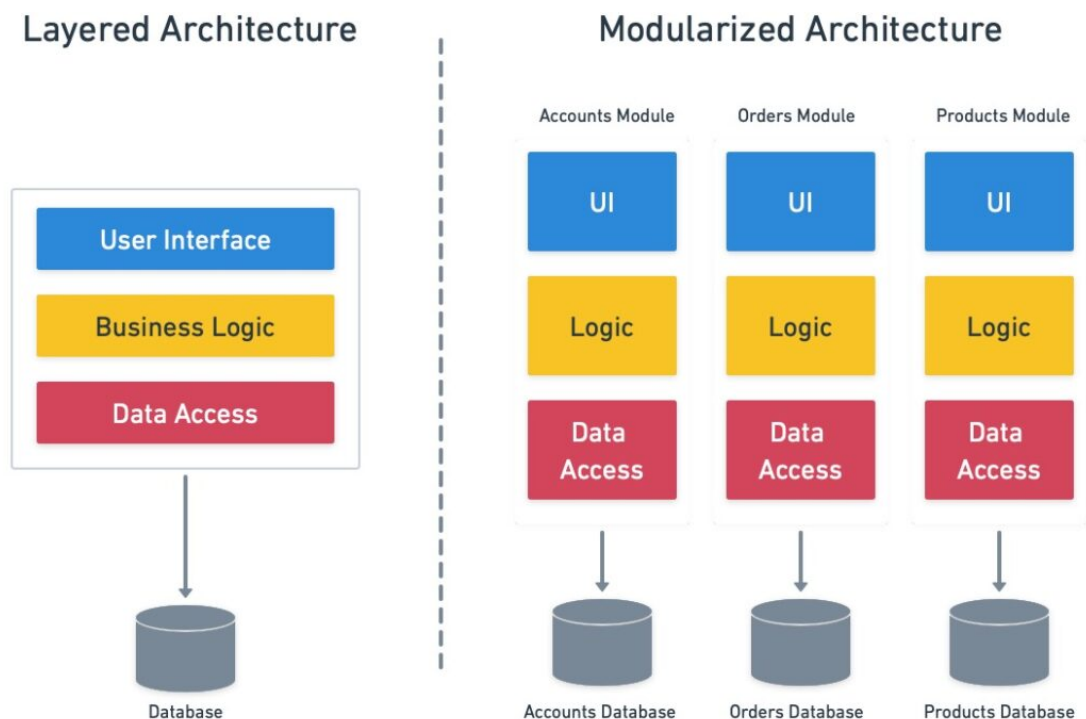 Layered Architecture
User Interface
Business Logic
Data Access
Database
Modularized Architecture
Accounts Module
Orders Module
Products Module
UI
UI
UI
Logic
Logic
Logic
Data
Access
Data
Access
Data
Access
Accounts Database
Orders Database
Products Database